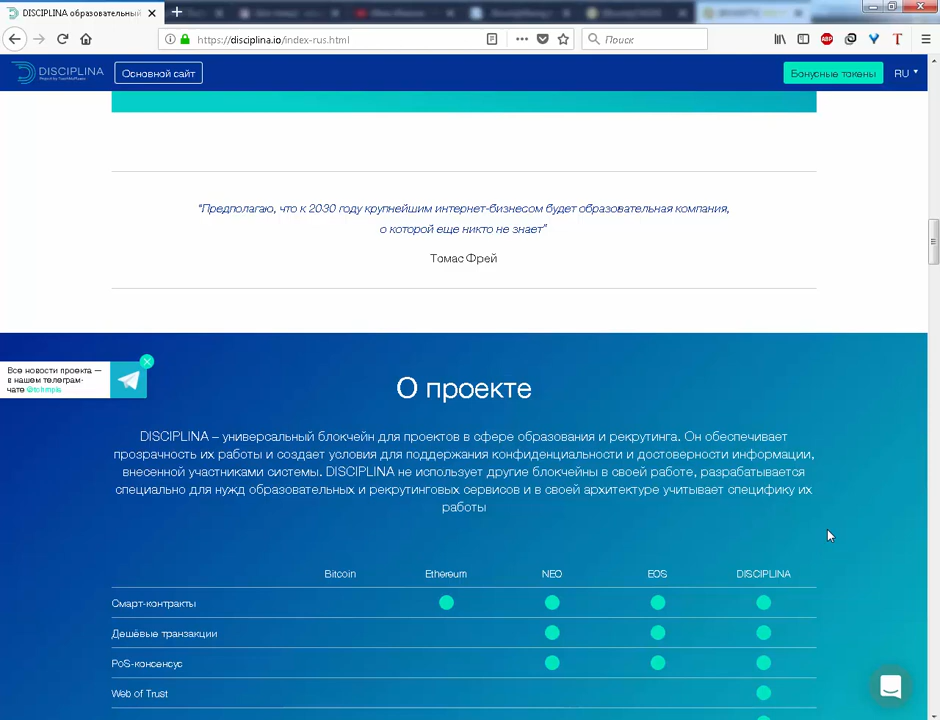 DISCIPLINA образовательный
https://disciplina.io/index-rus.html
Поиск
ABP
T
DISCIPLINA
Основной сайт
Бонусные токены
RU
“Предполагаю, что к 2030 году крупнейшим интернет-бизнесом будет образовательная компания,
о которой еще никто не знает”
Томас Фрей
Все новости проекта —
в нашем телеграм-
чате
О проекте
DISCIPLINA – универсальный блокчейн для проектов в сфере образования и рекрутинга. Он обеспечивает
прозрачность их работы и создает условия для поддержания конфиденциальности и достоверности информации,
внесенной участниками системы. DISCIPLINA не использует другие блокчейны в своей работе, разрабатывается
специально для нужд образовательных и рекрутинговых сервисов и в своей архитектуре учитывает специфику их
работы
Bitcoin Ethereum NEO EOS DISCIPLINA
Смарт-контракты
Дешёвые транзакции
PoS-консенсус
Web of Trust